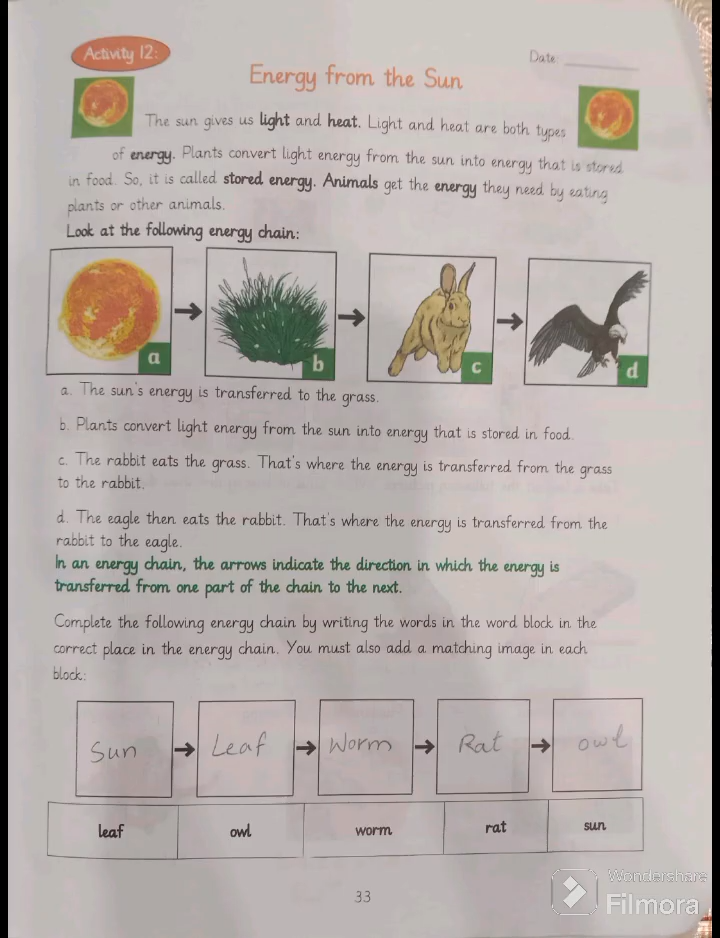 Activity 12:
Date:
Energy from the Sun
The sun gives us light and heat. Light and heat are both types
of energy. Plants convert light energy from the sun into energy that is stored
in food. So, it is called stored energy. Animals get the energy they need by eating
plants or other animals.
Look at the following energy chain:
a
b
c
d
a. The sun's energy is transferred to the grass.
b. Plants convert light energy from the sun into energy that is stored in food.
c. The rabbit eats the grass. That's where the energy is transferred from the grass
to the rabbit.
d. The eagle then eats the rabbit. That's where the energy is transferred from the
rabbit to the eagle.
In an energy chain, the arrows indicate the direction in which the energy is
transferred from one part of the chain to the next.
Complete the following energy chain by writing the words in the word block in the
correct place in the energy chain. You must also add a matching image in each
block:
Sun Leaf Worm Rat owl
leaf owl worm rat sun
33
Wondershare
Filmora